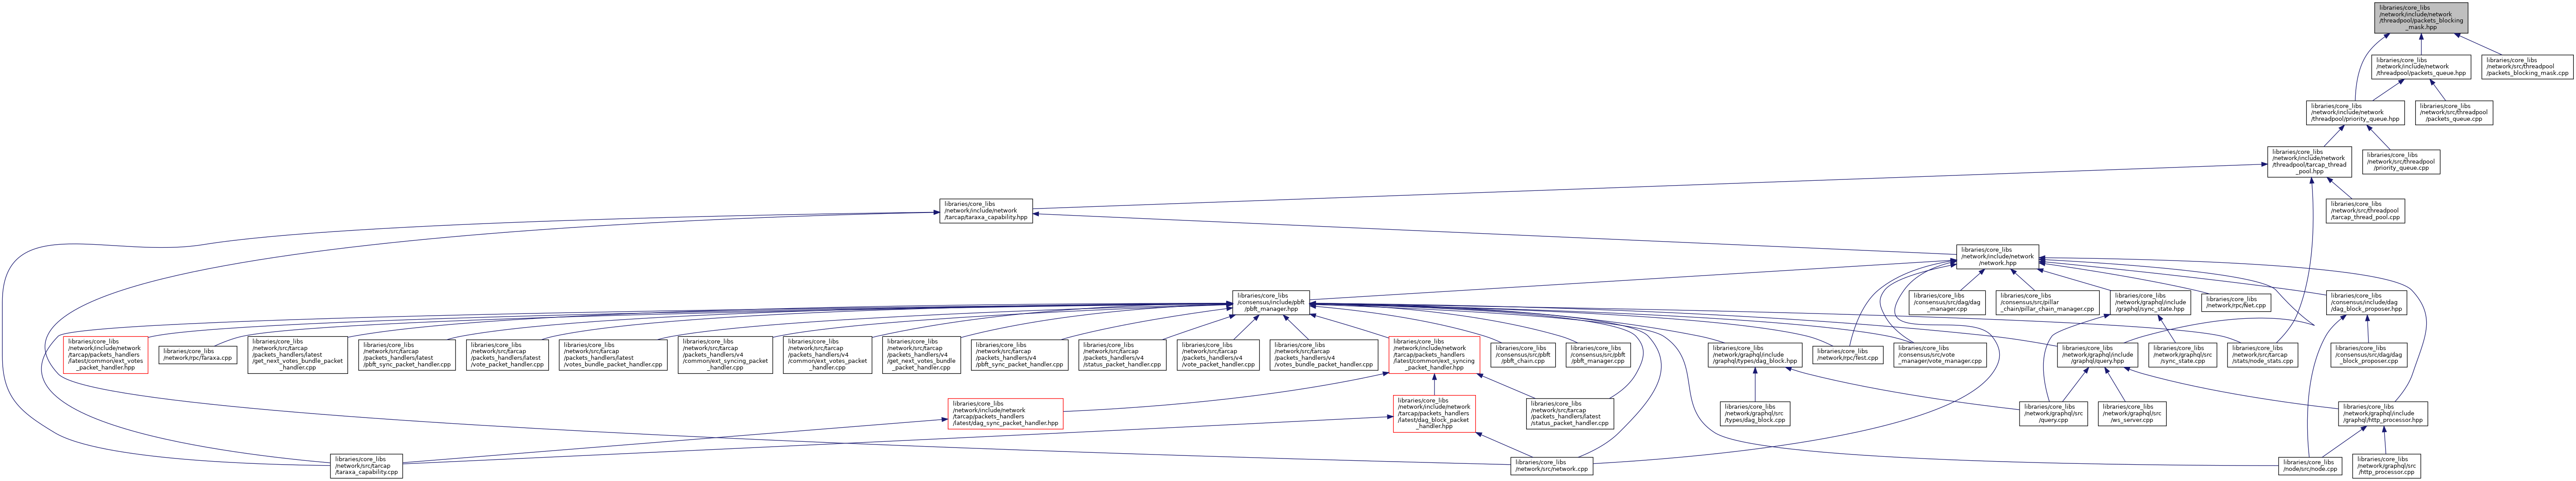 libraries/core_libs
/network/include/network
/threadpool/packets_blocking
_mask.hpp
libraries/core_libs
/network/include/network
/threadpool/packets_queue.hpp
libraries/core_libs
/network/src/threadpool
/packets_blocking_mask.cpp
libraries/core_libs
/network/include/network
/threadpool/priority_queue.hpp
libraries/core_libs
/network/src/threadpool
/packets_queue.cpp
libraries/core_libs
/network/include/network
/threadpool/tarcap_thread
_pool.hpp
libraries/core_libs
/network/src/threadpool
/priority_queue.cpp
libraries/core_libs
/network/include/network
/tarcap/taraxa_capability.hpp
libraries/core_libs
/network/src/threadpool
/tarcap_thread_pool.cpp
libraries/core_libs
/network/include/network
/network.hpp
libraries/core_libs
/consensus/include/pbft
/pbft_manager.hpp
libraries/core_libs
/consensus/src/dag/dag
_manager.cpp
libraries/core_libs
/consensus/src/pillar
_chain/pillar_chain_manager.cpp
libraries/core_libs
/network/graphql/include
/graphql/sync_state.hpp
libraries/core_libs
/network/rpc/Net.cpp
libraries/core_libs
/consensus/include/dag
/dag_block_proposer.hpp
libraries/core_libs
/network/include/network
/tarcap/packets_handlers
/latest/common/ext_votes
_packet_handler.hpp
libraries/core_libs
/network/rpc/Taraxa.cpp
libraries/core_libs
/network/src/tarcap
/packets_handlers/latest
/get_next_votes_bundle_packet
_handler.cpp
libraries/core_libs
/network/src/tarcap
/packets_handlers/latest
/pbft_sync_packet_handler.cpp
libraries/core_libs
/network/src/tarcap
/packets_handlers/latest
/vote_packet_handler.cpp
libraries/core_libs
/network/src/tarcap
/packets_handlers/latest
/votes_bundle_packet_handler.cpp
libraries/core_libs
/network/src/tarcap
/packets_handlers/v4
/common/ext_syncing_packet
_handler.cpp
libraries/core_libs
/network/src/tarcap
/packets_handlers/v4
/common/ext_votes_packet
_handler.cpp
libraries/core_libs
/network/src/tarcap
/packets_handlers/v4
/get_next_votes_bundle
_packet_handler.cpp
libraries/core_libs
/network/src/tarcap
/packets_handlers/v4
/pbft_sync_packet_handler.cpp
libraries/core_libs
/network/src/tarcap
/packets_handlers/v4
/status_packet_handler.cpp
libraries/core_libs
/network/src/tarcap
/packets_handlers/v4
/vote_packet_handler.cpp
libraries/core_libs
/network/src/tarcap
/packets_handlers/v4
/votes_bundle_packet_handler.cpp
libraries/core_libs
/network/include/network
/tarcap/packets_handlers
/latest/common/ext_syncing
_packet_handler.hpp
libraries/core_libs
/consensus/src/pbft
/pbft_chain.cpp
libraries/core_libs
/consensus/src/pbft
/pbft_manager.cpp
libraries/core_libs
/network/graphql/include
/graphql/types/dag_block.hpp
libraries/core_libs
/network/rpc/Test.cpp
libraries/core_libs
/consensus/src/vote
_manager/vote_manager.cpp
libraries/core_libs
/network/graphql/include
/graphql/query.hpp
libraries/core_libs
/network/graphql/src
/sync_state.cpp
libraries/core_libs
/network/src/tarcap
/stats/node_stats.cpp
libraries/core_libs
/consensus/src/dag/dag
_block_proposer.cpp
libraries/core_libs
/network/include/network
/tarcap/packets_handlers
/latest/dag_sync_packet_handler.hpp
libraries/core_libs
/network/include/network
/tarcap/packets_handlers
/latest/dag_block_packet
_handler.hpp
libraries/core_libs
/network/src/tarcap
/packets_handlers/latest
/status_packet_handler.cpp
libraries/core_libs
/network/graphql/src
/types/dag_block.cpp
libraries/core_libs
/network/graphql/src
/query.cpp
libraries/core_libs
/network/graphql/src
/ws_server.cpp
libraries/core_libs
/network/graphql/include
/graphql/http_processor.hpp
libraries/core_libs
/network/src/tarcap
/taraxa_capability.cpp
libraries/core_libs
/network/src/network.cpp
libraries/core_libs
/node/src/node.cpp
libraries/core_libs
/network/graphql/src
/http_processor.cpp